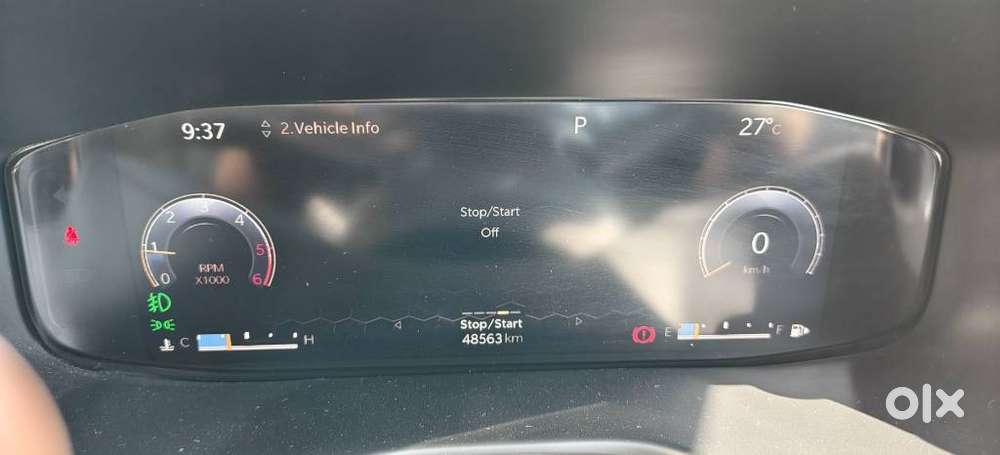 9:37
2.Vehicle Info
P
27°C
Stop/Start
Off
0 1 2 3 4 5 6
RPM
X1000
0
km/h
C H
Stop/Start
48563 km
E F
olx